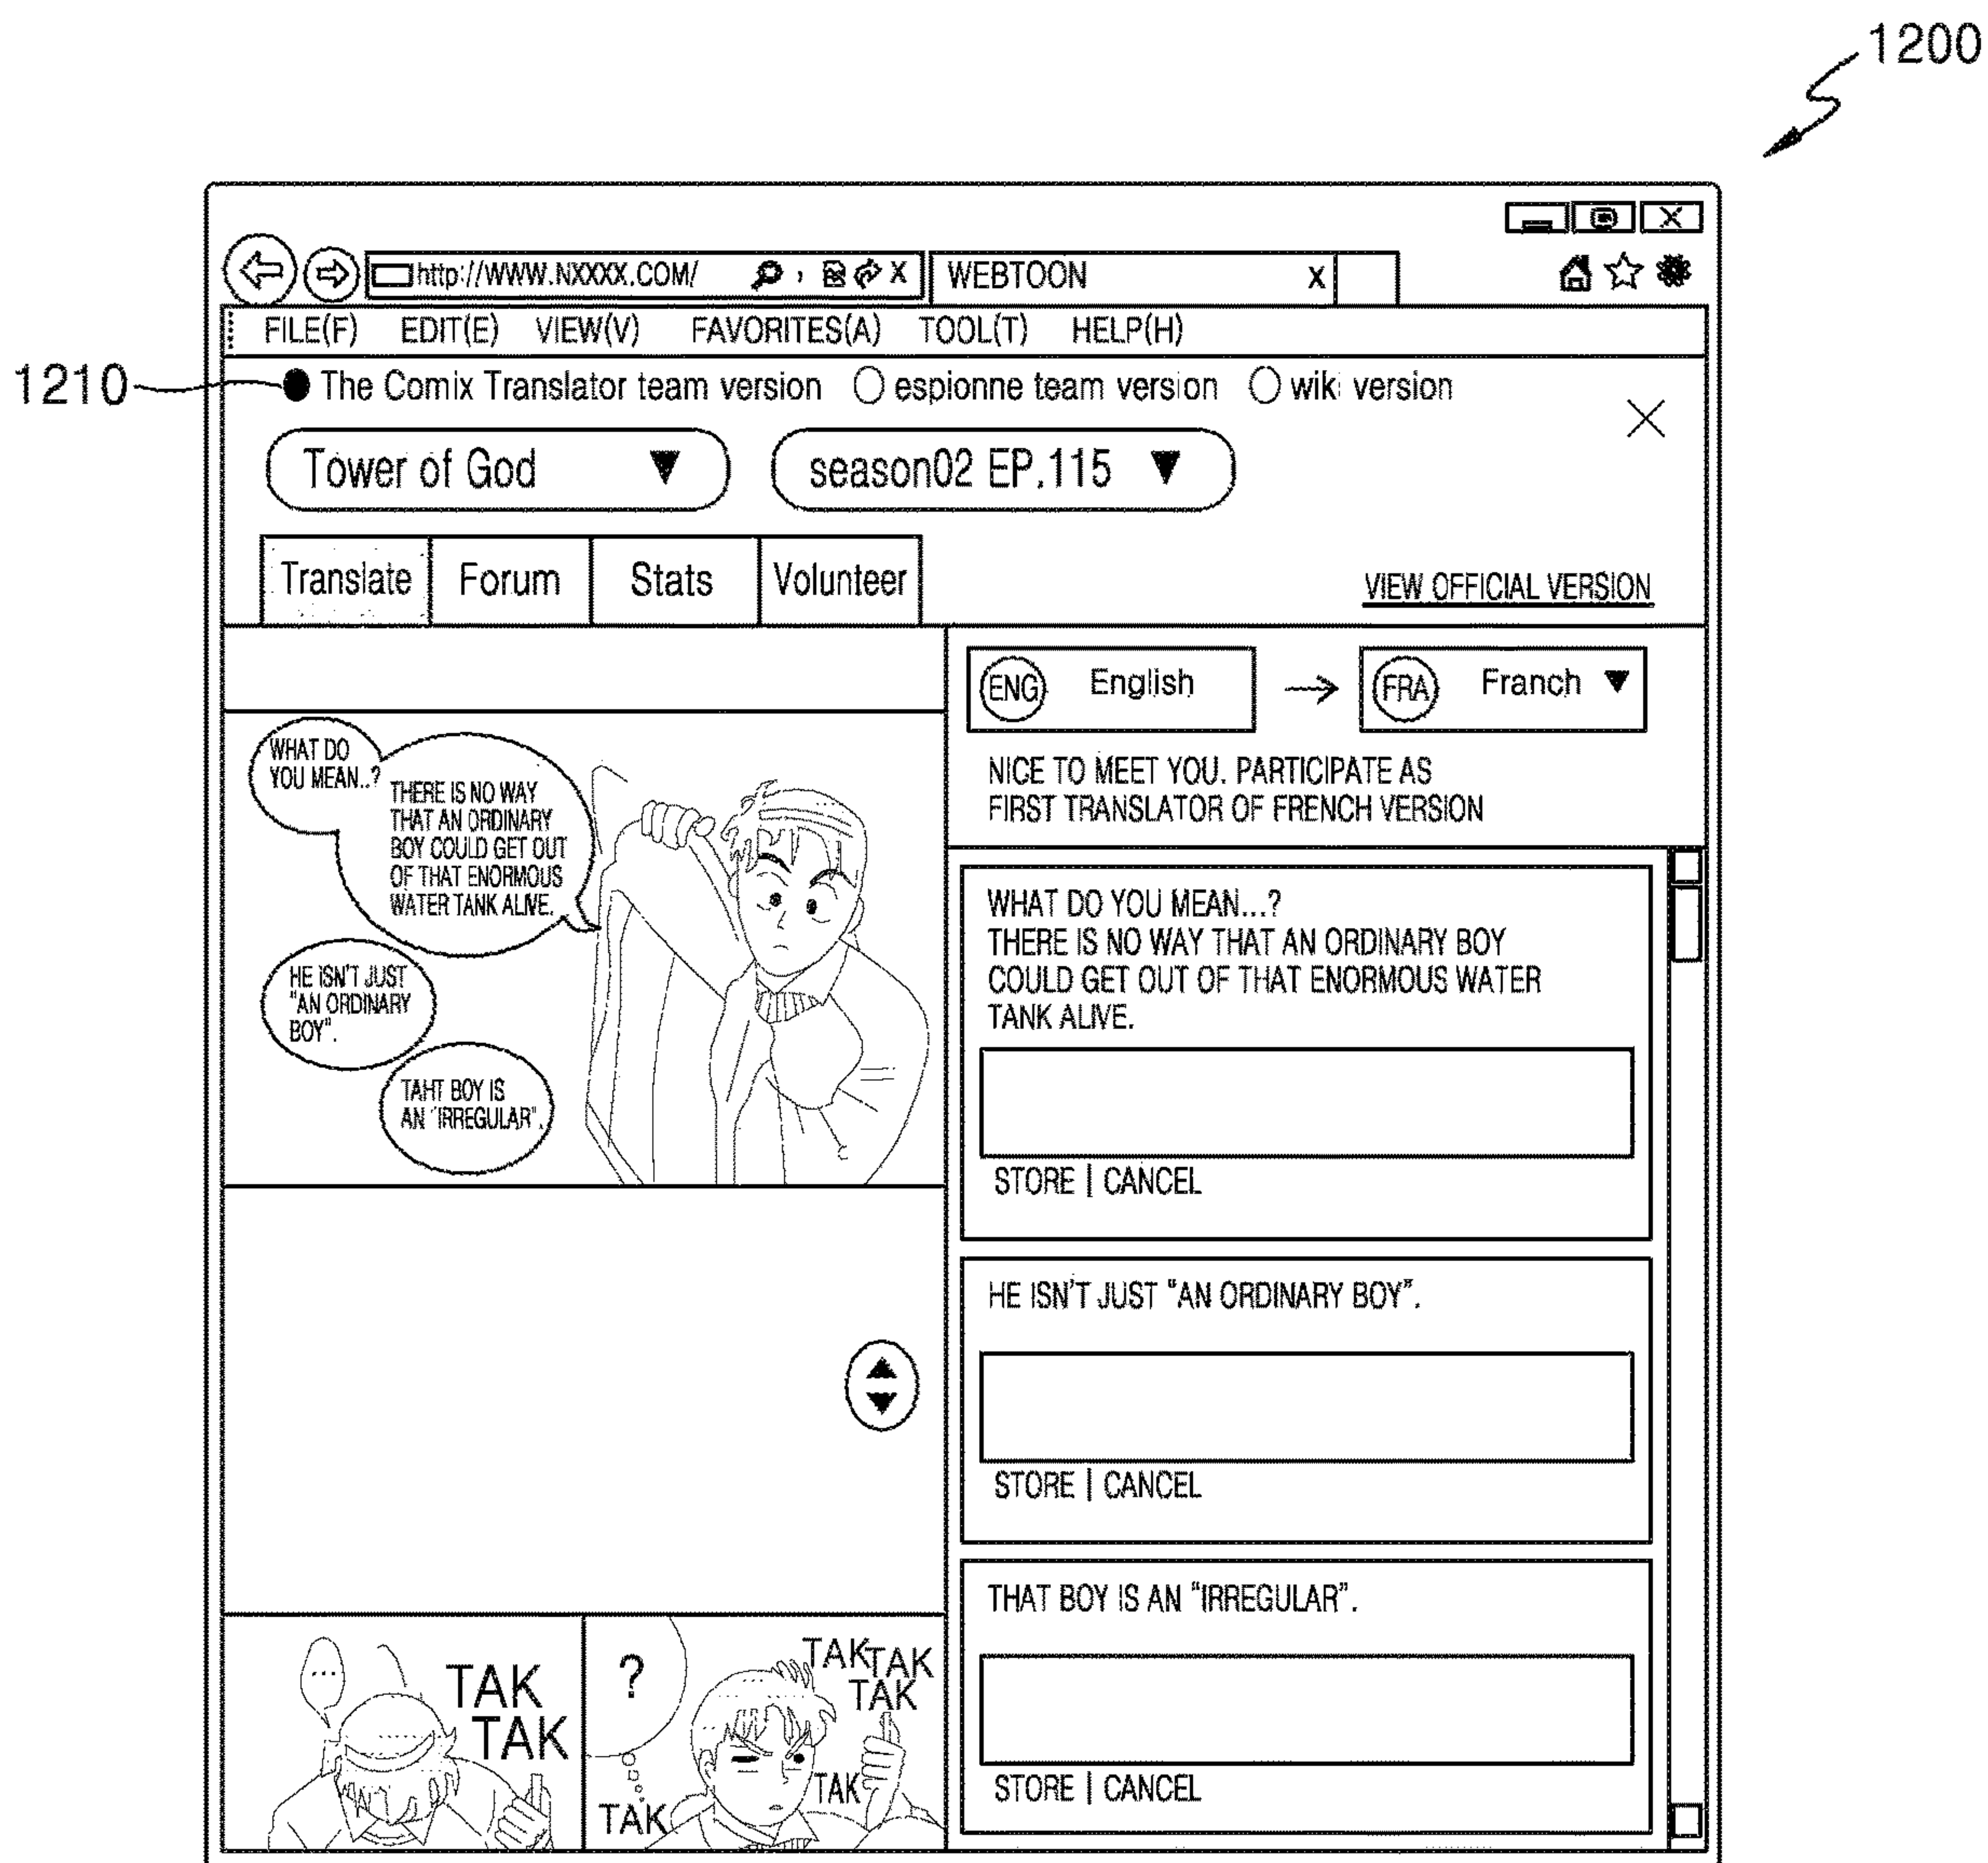 1200
http://WWW.NXXXX.COM/ X WEBTOON X
FILE(F) EDIT(E) VIEW(V) FAVORITES(A) TOOL(T) HELP(H)
1210
The Comix Translator team version espionne team version wiki version
Tower of God ▼ season02 EP.115 ▼
Translate Forum Stats Volunteer
VIEW OFFICIAL VERSION
ENG English → FRA Franch ▼
NICE TO MEET YOU. PARTICIPATE AS
FIRST TRANSLATOR OF FRENCH VERSION
WHAT DO
YOU MEAN..?
THERE IS NO WAY
THAT AN ORDINARY
BOY COULD GET OUT
OF THAT ENORMOUS
WATER TANK ALIVE.
HE ISN'T JUST
"AN ORDINARY
BOY".
TAHT BOY IS
AN "IRREGULAR".
...
TAK
TAK
?
TAK
TAK
TAK
TAK
TAK
WHAT DO YOU MEAN...?
THERE IS NO WAY THAT AN ORDINARY BOY
COULD GET OUT OF THAT ENORMOUS WATER
TANK ALIVE.
STORE | CANCEL
HE ISN'T JUST "AN ORDINARY BOY".
STORE | CANCEL
THAT BOY IS AN "IRREGULAR".
STORE | CANCEL